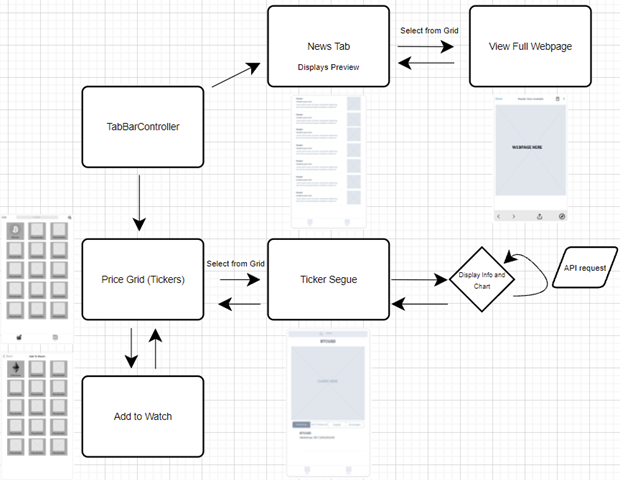 News Tab
Displays Preview
Select from Grid
View Full Webpage
TabBarController
WEBPAGE HERE
Price Grid (Tickers)
Select from Grid
Ticker Segue
Display Info and
Chart
API request
Add to Watch